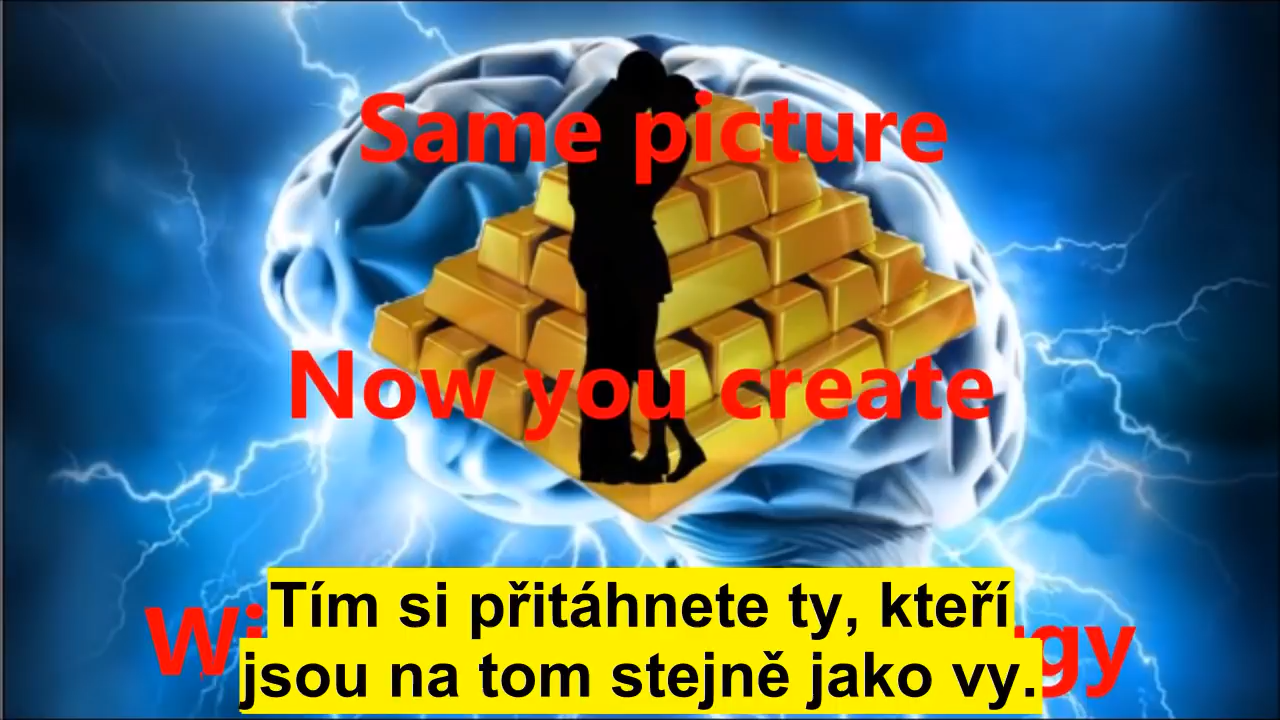 Same picture
Now you create
Tím si přitáhnete ty, kteří
jsou na tom stejně jako vy.